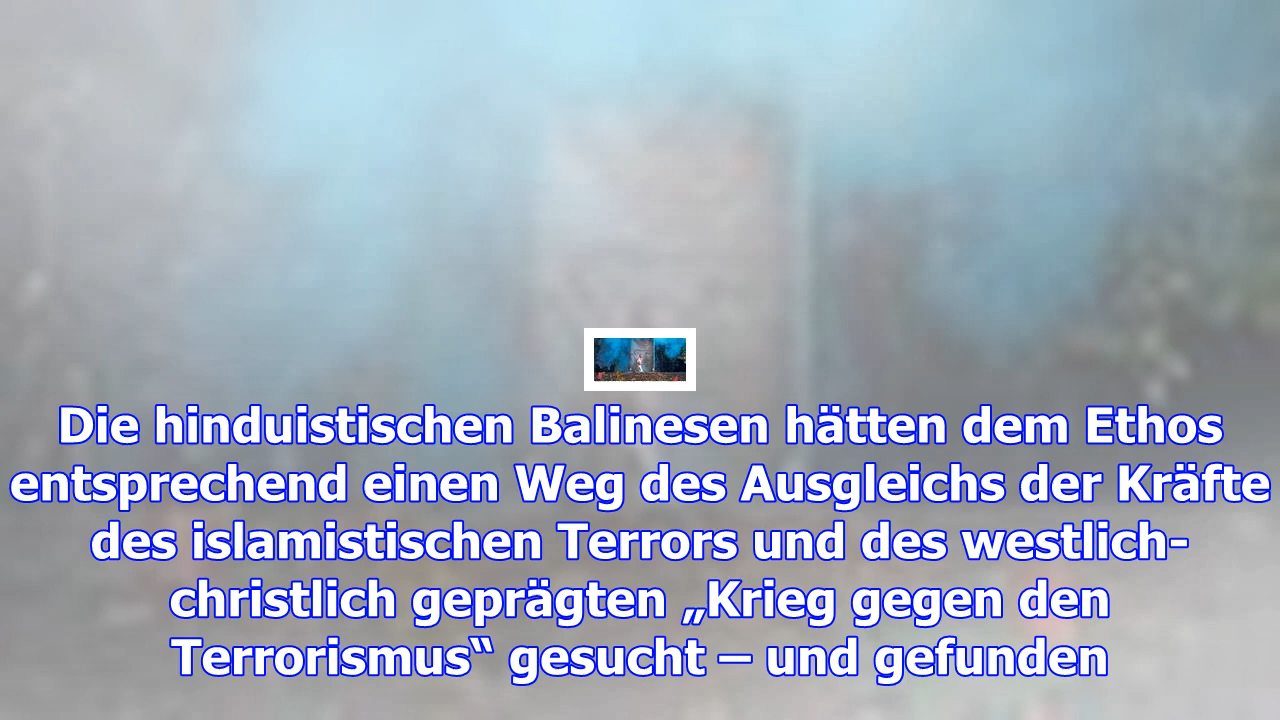 Die hinduistischen Balinesen hätten dem Ethos
entsprechend einen Weg des Ausgleichs der Kräfte
des islamistischen Terrors und des westlich-
christlich geprägten „Krieg gegen den
Terrorismus“ gesucht – und gefunden